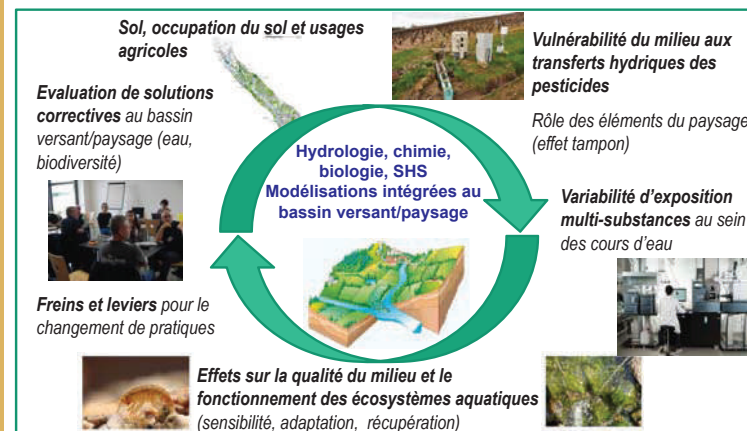 Sol, occupation du sol et usages
agricoles
Vulnérabilité du milieu aux
transferts hydriques des
pesticides
Rôle des éléments du paysage
(effet tampon)
Variabilité d’exposition
multi-substances au sein
des cours d’eau
Effets sur la qualité du milieu et le
fonctionnement des écosystèmes aquatiques
(sensibilité, adaptation, récupération)
Freins et leviers pour le
changement de pratiques
Evaluation de solutions
correctives au bassin
versant/paysage (eau,
biodiversité)
Hydrologie, chimie,
biologie, SHS
Modélisations intégrées au
bassin versant/paysage